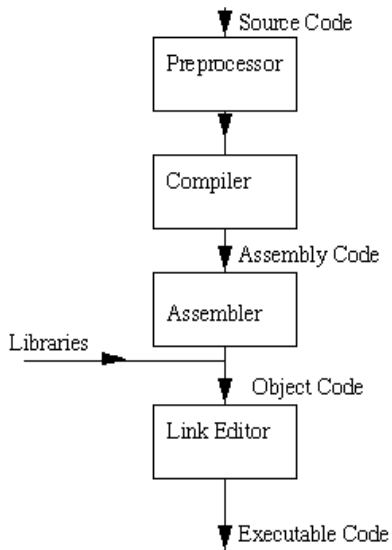 Source Code
Preprocessor
Compiler
Assembly Code
Assembler
Libraries
Object Code
Link Editor
Executable Code